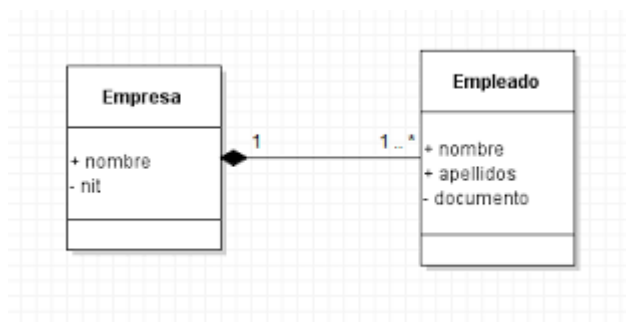 Empresa
+ nombre
- nit
1
1 .. *
Empleado
+ nombre
+ apellidos
- documento